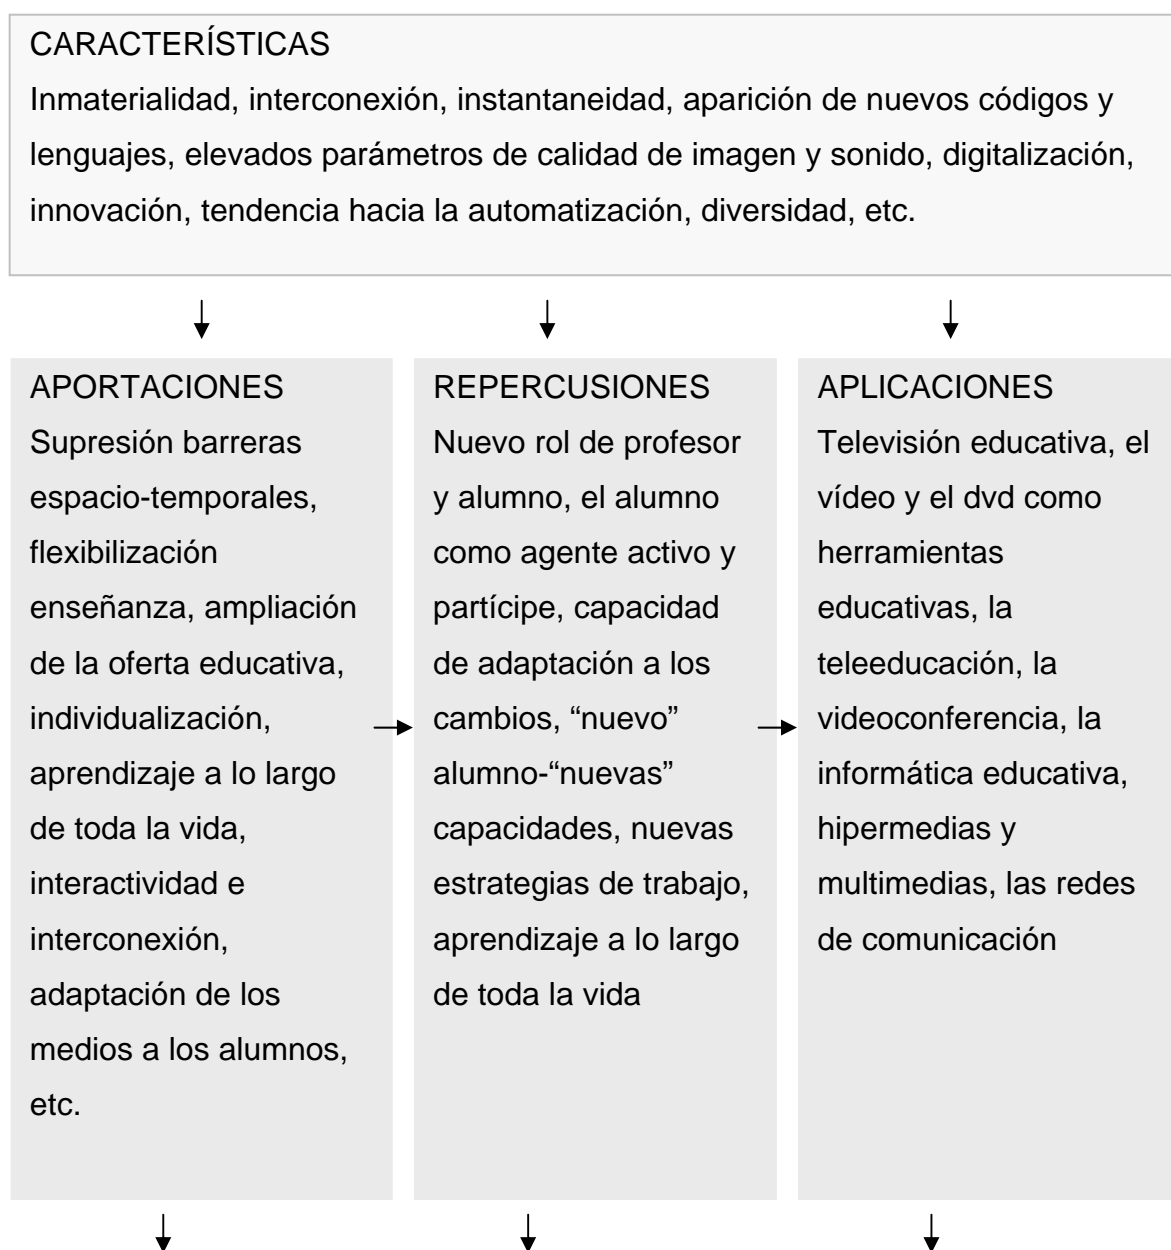 CARACTERÍSTICAS
Inmaterialidad, interconexión, instantaneidad, aparición de nuevos códigos y
lenguajes, elevados parámetros de calidad de imagen y sonido, digitalización,
innovación, tendencia hacia la automatización, diversidad, etc.
APORTACIONES
Supresión barreras
espacio-temporales,
flexibilización
enseñanza, ampliación
de la oferta educativa,
individualización,
aprendizaje a lo largo
de toda la vida,
interactividad e
interconexión,
adaptación de los
medios a los alumnos,
etc.
REPERCUSIONES
Nuevo rol de profesor
y alumno, el alumno
como agente activo y
partícipe, capacidad
de adaptación a los
cambios, “nuevo”
alumno-“nuevas”
capacidades, nuevas
estrategias de trabajo,
aprendizaje a lo largo
de toda la vida
APLICACIONES
Televisión educativa, el
vídeo y el dvd como
herramientas
educativas, la
teleeducación, la
videoconferencia, la
informática educativa,
hipermedias y
multimedias, las redes
de comunicación